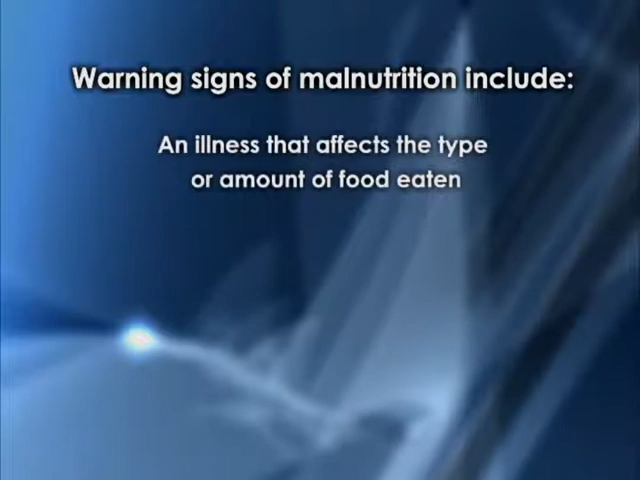 Warning signs of malnutrition include:
An illness that affects the type
or amount of food eaten